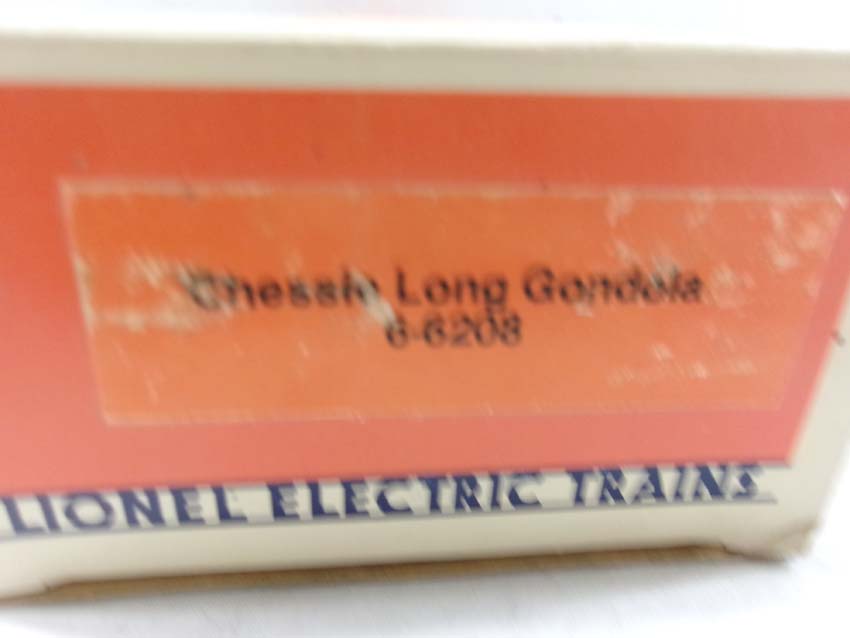 Chessie Long Gondola
6-6208
LIONEL ELECTRIC TRAINS